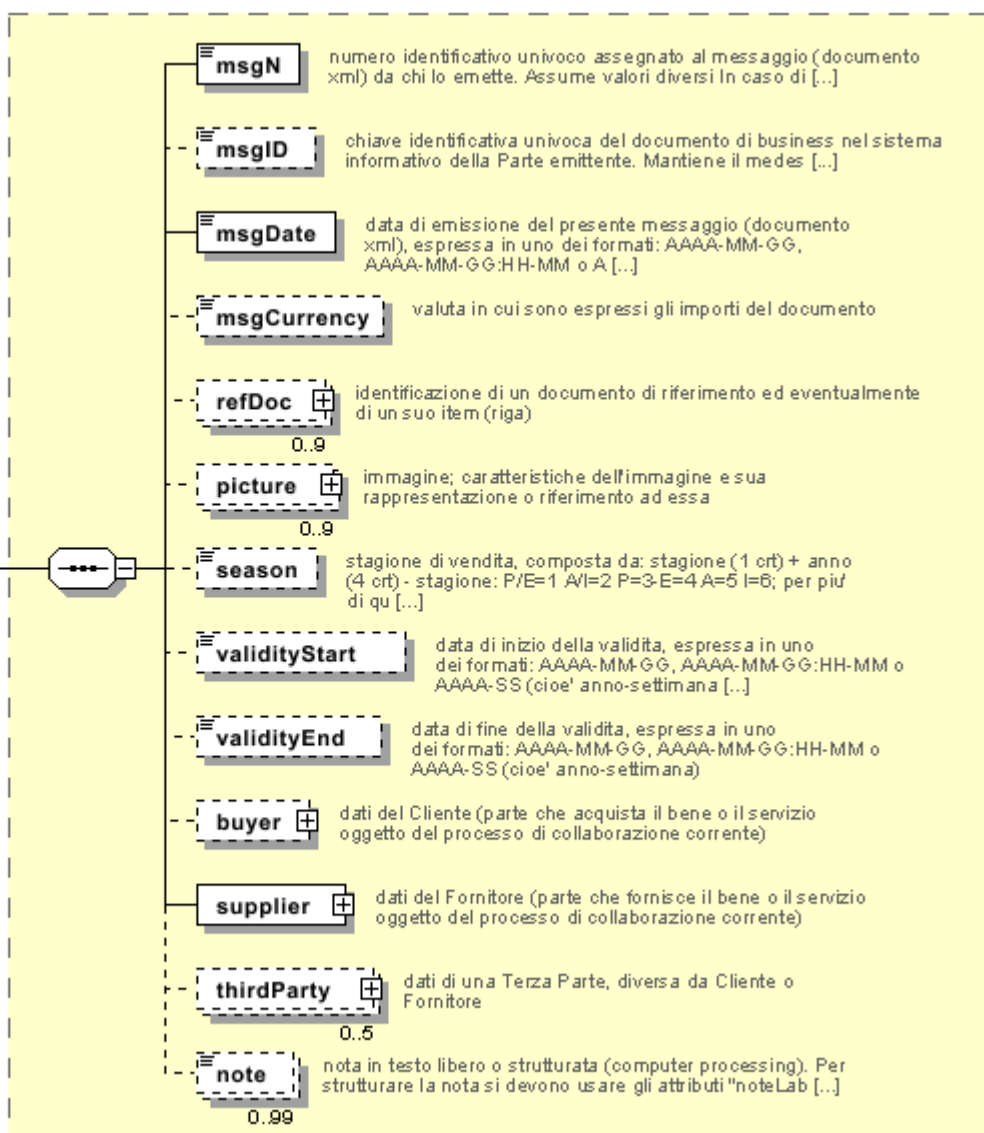 msgN
numero identificativo univoco assegnato al messaggio (documento
xml) da chi lo emette. Assume valori diversi In caso di [...]
msgID
chiave identificativa univoca del documento di business nel sistema
informativo della Parte emittente. Mantiene il medes [...]
msgDate
data di emissione del presente messaggio (documento
xml), espressa in uno dei formati: AAAA-MM-GG,
AAAA-MM-GG:HH-MM o A [...]
msgCurrency
valuta in cui sono espressi gli importi del documento
refDoc
identificazione di un documento di riferimento ed eventualmente
di un suo item (riga)
0..9
picture
immagine; caratteristiche dell'immagine e sua
rappresentazione o riferimento ad essa
0..9
season
stagione di vendita, composta da: stagione (1 crt) + anno
(4 crt) - stagione: P/E=1 A/I=2 P=3 E=4 A=5 I=6; per piu'
di qu [...]
validityStart
data di inizio della validita, espressa in uno
dei formati: AAAA-MM-GG, AAAA-MM-GG:HH-MM o
AAAA-SS (cioe' anno-settimana [...]
validityEnd
data di fine della validita, espressa in uno
dei formati: AAAA-MM-GG, AAAA-MM-GG:HH-MM o
AAAA-SS (cioe' anno-settimana)
buyer
dati del Cliente (parte che acquista il bene o il servizio
oggetto del processo di collaborazione corrente)
supplier
dati del Fornitore (parte che fornisce il bene o il servizio
oggetto del processo di collaborazione corrente)
thirdParty
dati di una Terza Parte, diversa da Cliente o
Fornitore
0..5
note
nota in testo libero o strutturata (computer processing). Per
strutturare la nota si devono usare gli attributi "noteLab [...]
0..99